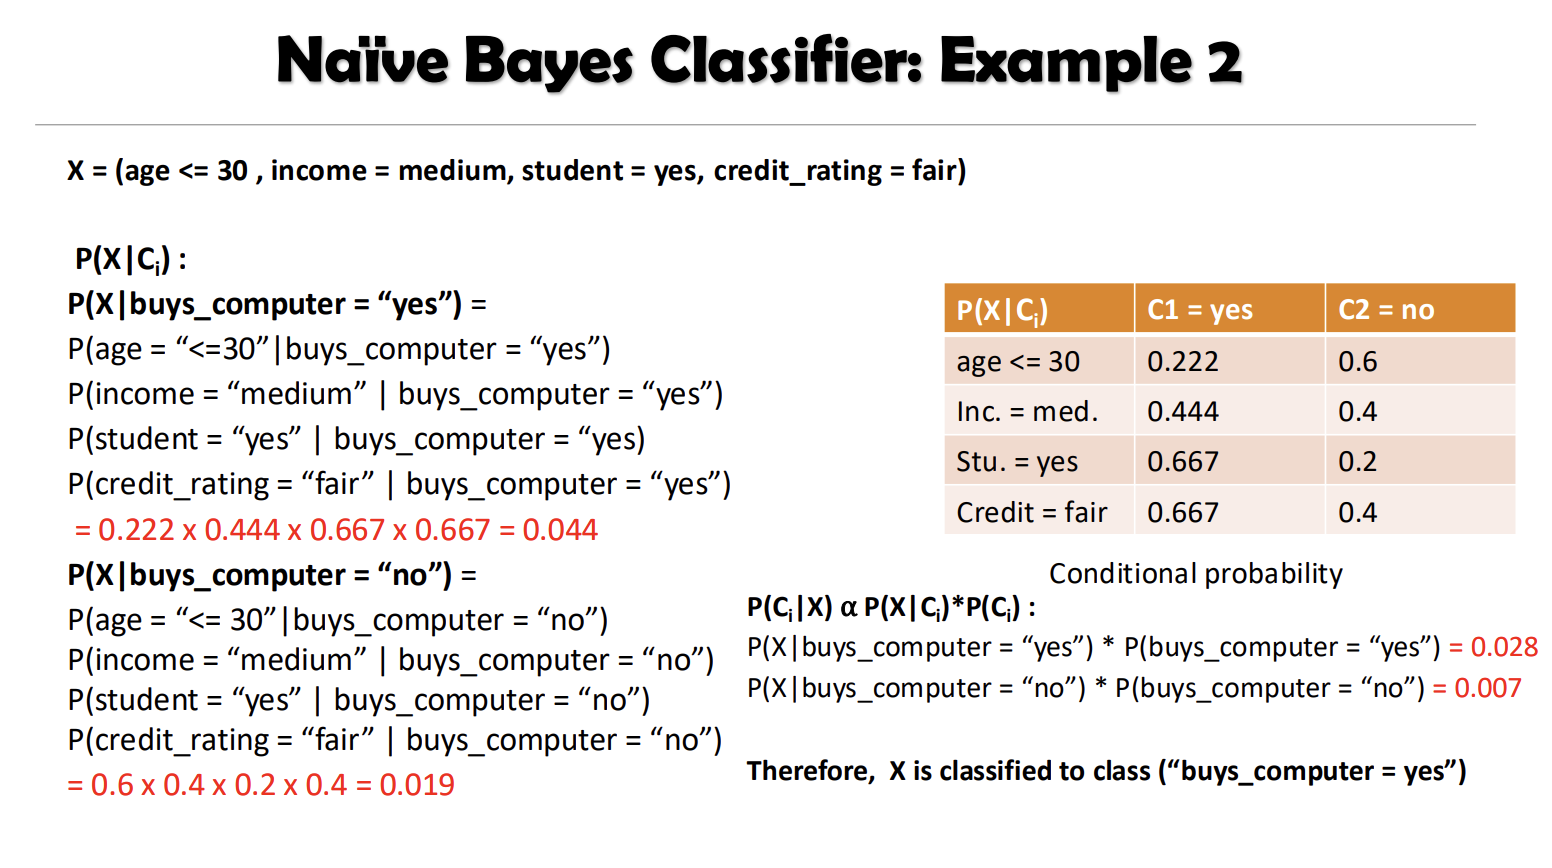 Naïve Bayes Classifier: Example 2
X = (age <= 30 , income = medium, student = yes, credit_rating = fair)
P(X|Ci) :
P(X|buys_computer = “yes”) =
P(age = “<=30”|buys_computer = “yes”)
P(income = “medium” | buys_computer = “yes”)
P(student = “yes” | buys_computer = “yes)
P(credit_rating = “fair” | buys_computer = “yes”)
= 0.222 x 0.444 x 0.667 x 0.667 = 0.044
P(X|buys_computer = “no”) =
P(age = “<= 30”|buys_computer = “no”)
P(income = “medium” | buys_computer = “no”)
P(student = “yes” | buys_computer = “no”)
P(credit_rating = “fair” | buys_computer = “no”)
= 0.6 x 0.4 x 0.2 x 0.4 = 0.019
P(X|Ci) C1 = yes C2 = no
age <= 30 0.222 0.6
Inc. = med. 0.444 0.4
Stu. = yes 0.667 0.2
Credit = fair 0.667 0.4
Conditional probability
P(Ci|X) α P(X|Ci)*P(Ci) :
P(X|buys_computer = “yes”) * P(buys_computer = “yes”) = 0.028
P(X|buys_computer = “no”) * P(buys_computer = “no”) = 0.007
Therefore, X is classified to class (“buys_computer = yes”)